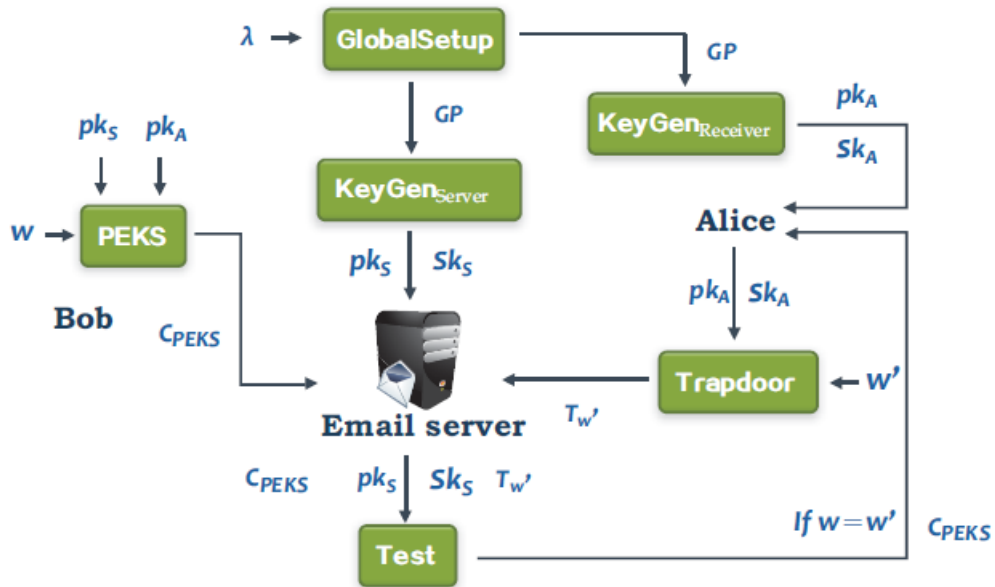 λ
GlobalSetup
GP
GP
KeyGenReceiver
pkA
SkA
pkS pkA
KeyGenServer
w
PEKS
Alice
pkS SkS
pkA SkA
Bob
CPEKS
Trapdoor
w'
Tw'
Email server
CPEKS pkS SkS Tw'
If w=w'
CPEKS
Test